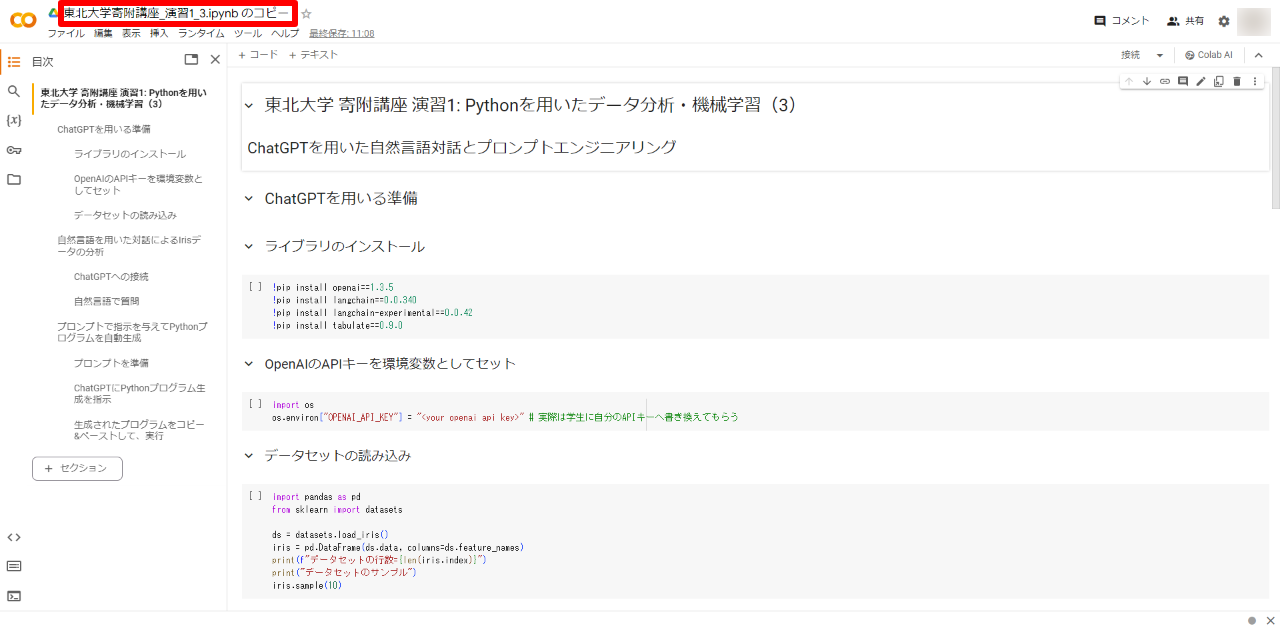 東北大学寄附講座_演習1_3.ipynb のコピー
ファイル 編集 表示 挿入 ランタイム ツール ヘルプ 最終保存: 11:08
コメント 共有
目次
+ コード + テキスト
接続 Colab AI
東北大学 寄附講座 演習1: Pythonを用い
たデータ分析・機械学習（3）
ChatGPTを用いる準備
ライブラリのインストール
OpenAIのAPIキーを環境変数と
してセット
データセットの読み込み
自然言語を用いた対話によるIrisデ
ータの分析
ChatGPTへの接続
自然言語で質問
プロンプトで指示を与えてPythonプ
ログラムを自動生成
プロンプトを準備
ChatGPTにPythonプログラム生
成を指示
生成されたプログラムをコピー
&ペーストして、実行
+ セクション
東北大学 寄附講座 演習1: Pythonを用いたデータ分析・機械学習（3）
ChatGPTを用いた自然言語対話とプロンプトエンジニアリング
ChatGPTを用いる準備
ライブラリのインストール
[ ] !pip install openai==1.3.5
!pip install langchain==0.0.340
!pip install langchain-experimental==0.0.42
!pip install tabulate==0.9.0
OpenAIのAPIキーを環境変数としてセット
[ ] import os
os.environ["OPENAI_API_KEY"] = "<your openai api key>" # 実際は学生に自分のAPIキーへ書き換えてもらう
データセットの読み込み
[ ] import pandas as pd
from sklearn import datasets
ds = datasets.load_iris()
iris = pd.DataFrame(ds.data, columns=ds.feature_names)
print(f"データセットの行数={len(iris.index)}")
print("データセットのサンプル")
iris.sample(10)